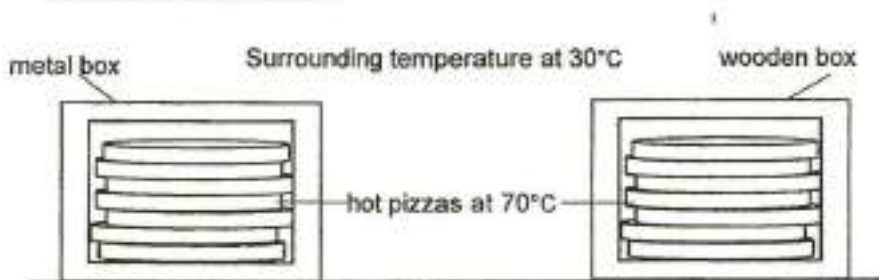 metal box
Surrounding temperature at 30°C
wooden box
hot pizzas at 70°C